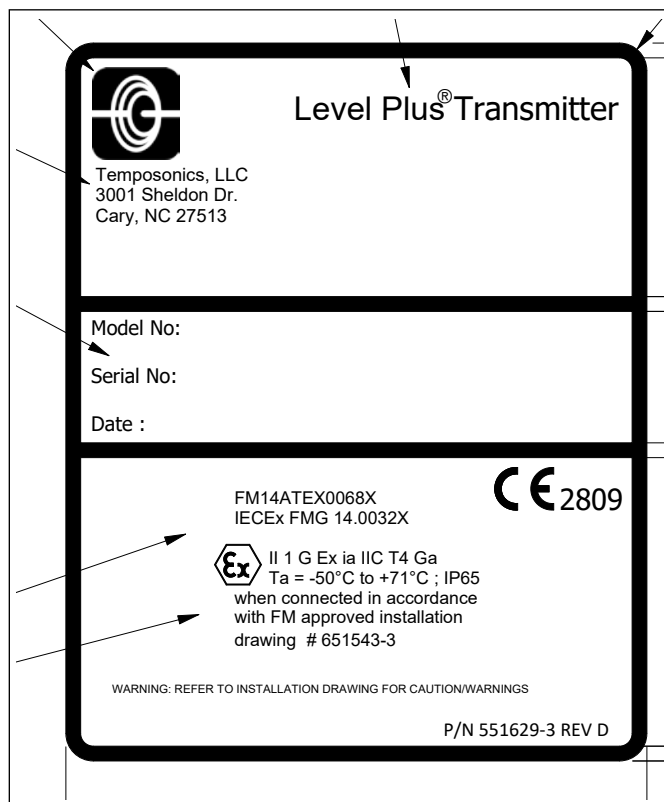 Level Plus® Transmitter
Temposonics, LLC
3001 Sheldon Dr.
Cary, NC 27513
Model No:
Serial No:
Date :
CE 2809
FM14ATEX0068X
IECEx FMG 14.0032X
Ex II 1 G Ex ia IIC T4 Ga
Ta = -50°C to +71°C ; IP65
when connected in accordance
with FM approved installation
drawing # 651543-3
WARNING: REFER TO INSTALLATION DRAWING FOR CAUTION/WARNINGS
P/N 551629-3 REV D